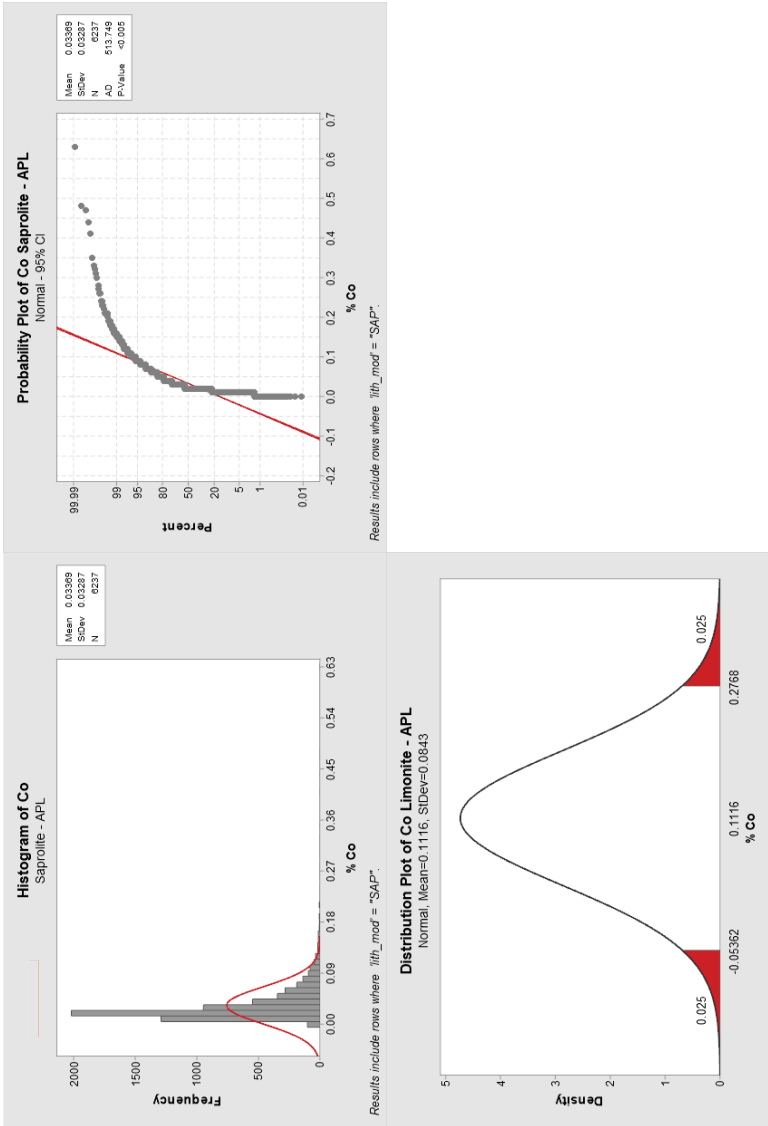 Histogram of Co
Saprolite - APL
Mean 0.03369
StDev 0.03287
N 6237
Frequency
2000
1500
1000
500
0
0.00 0.09 0.18 0.27 0.36 0.45 0.54 0.63
% Co
Results include rows where 'lith_mod' = "SAP".
Probability Plot of Co Saprolite - APL
Normal - 95% CI
Mean 0.03369
StDev 0.03287
N 6237
AD 513.749
P-Value <0.005
Percent
99.99
99
95
80
50
20
5
1
0.01
-0.2 -0.1 0.0 0.1 0.2 0.3 0.4 0.5 0.6 0.7
% Co
Results include rows where 'lith_mod' = "SAP".
Distribution Plot of Co Limonite - APL
Normal, Mean=0.1116, StDev=0.0843
Density
5
4
3
2
1
0
0.025
0.025
-0.05362 0.1116 0.2768
% Co